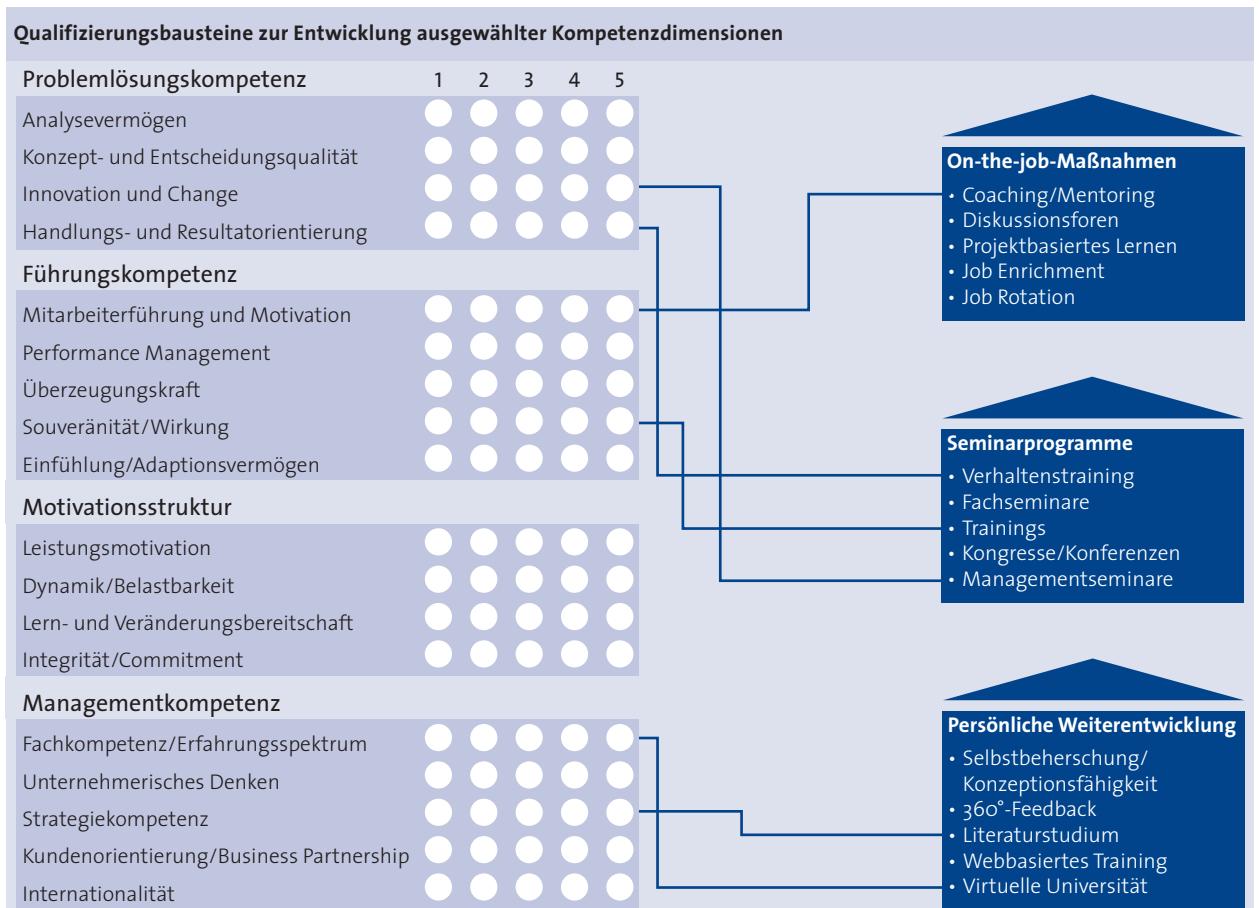 Qualifizierungsbausteine zur Entwicklung ausgewählter Kompetenzdimensionen
Problemlösungskompetenz 1 2 3 4 5
Analysevermögen
Konzept- und Entscheidungsqualität
Innovation und Change
Handlungs- und Resultatorientierung
Führungskompetenz
Mitarbeiterführung und Motivation
Performance Management
Überzeugungskraft
Souveränität/Wirkung
Einfühlung/Adaptionsvermögen
Motivationsstruktur
Leistungsmotivation
Dynamik/Belastbarkeit
Lern- und Veränderungsbereitschaft
Integrität/Commitment
Managementkompetenz
Fachkompetenz/Erfahrungsspektrum
Unternehmerisches Denken
Strategiekompetenz
Kundenorientierung/Business Partnership
Internationalität
On-the-job-Maßnahmen
• Coaching/Mentoring
• Diskussionsforen
• Projektbasiertes Lernen
• Job Enrichment
• Job Rotation
Seminarprogramme
• Verhaltenstraining
• Fachseminare
• Trainings
• Kongresse/Konferenzen
• Managementseminare
Persönliche Weiterentwicklung
• Selbstbeherschung/
Konzeptionsfähigkeit
• 360°-Feedback
• Literaturstudium
• Webbasiertes Training
• Virtuelle Universität